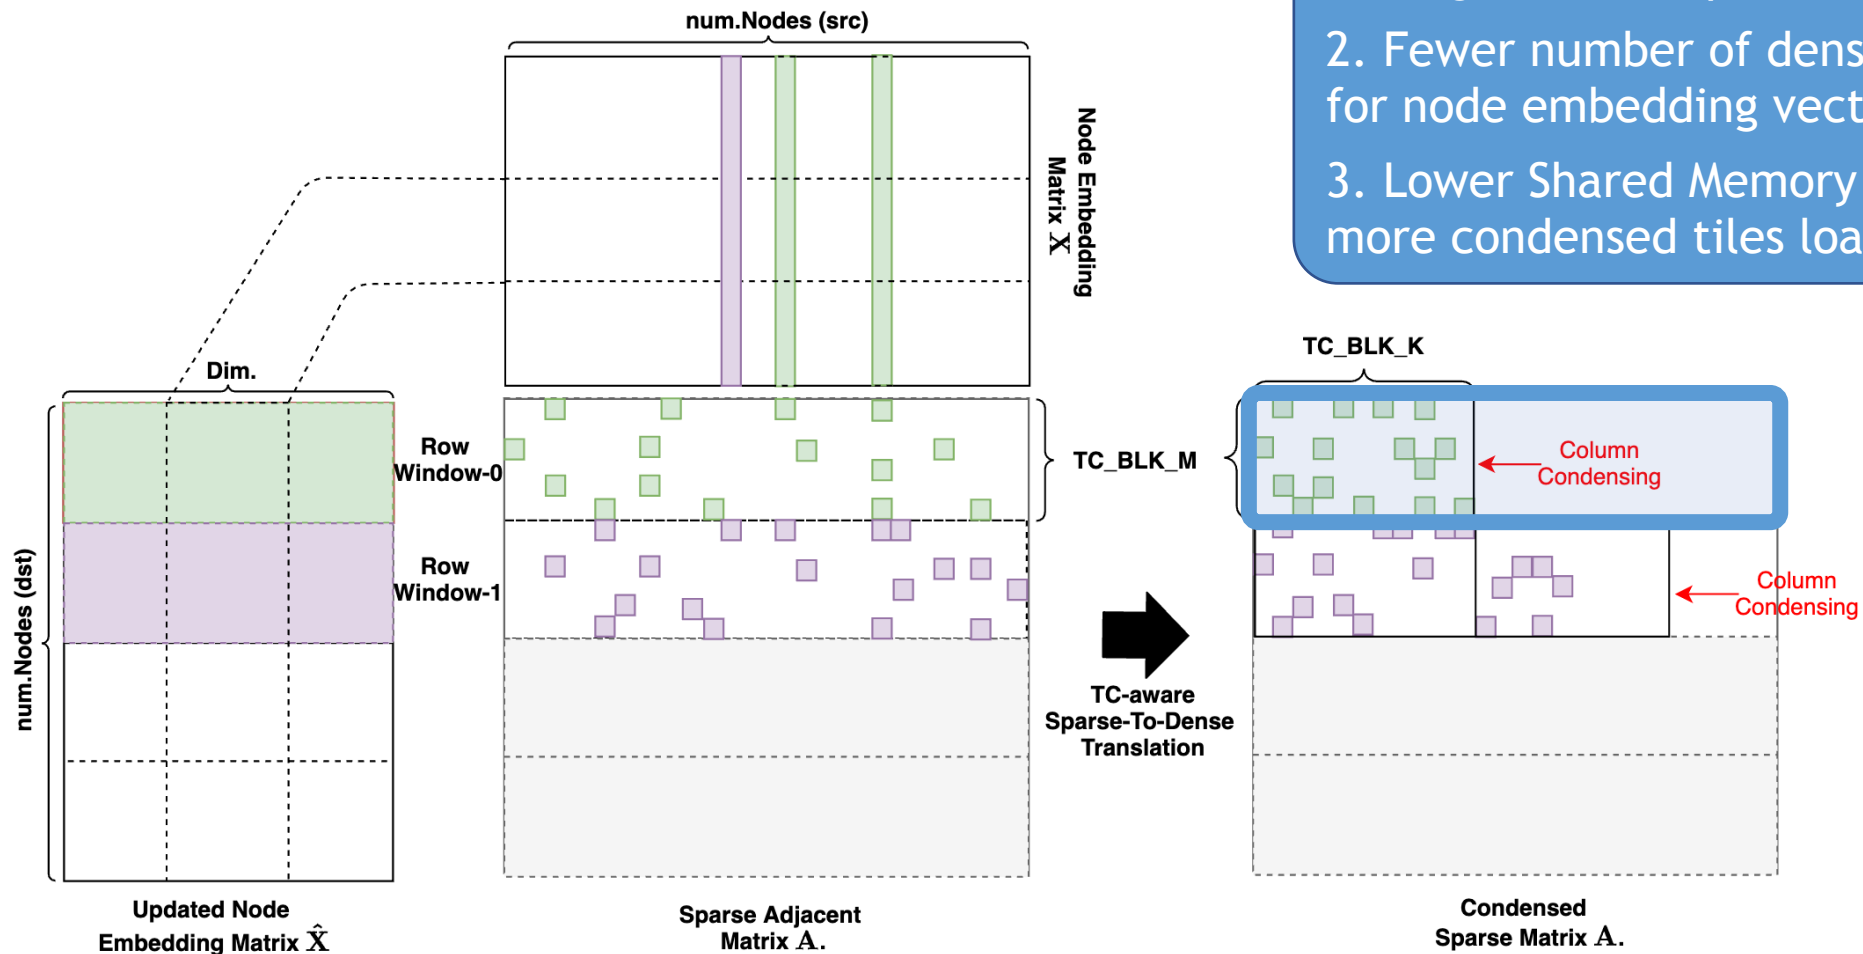 num.Nodes (src)
2. Fewer number of dens
for node embedding vect
3. Lower Shared Memory
more condensed tiles loa
Node Embedding
Matrix X
TC_BLK_K
Dim.
Row
Window-0
TC_BLK_M
Column
Condensing
num.Nodes (dst)
Row
Window-1
Column
Condensing
TC-aware
Sparse-To-Dense
Translation
Updated Node
Embedding Matrix X̂
Sparse Adjacent
Matrix A.
Condensed
Sparse Matrix A.